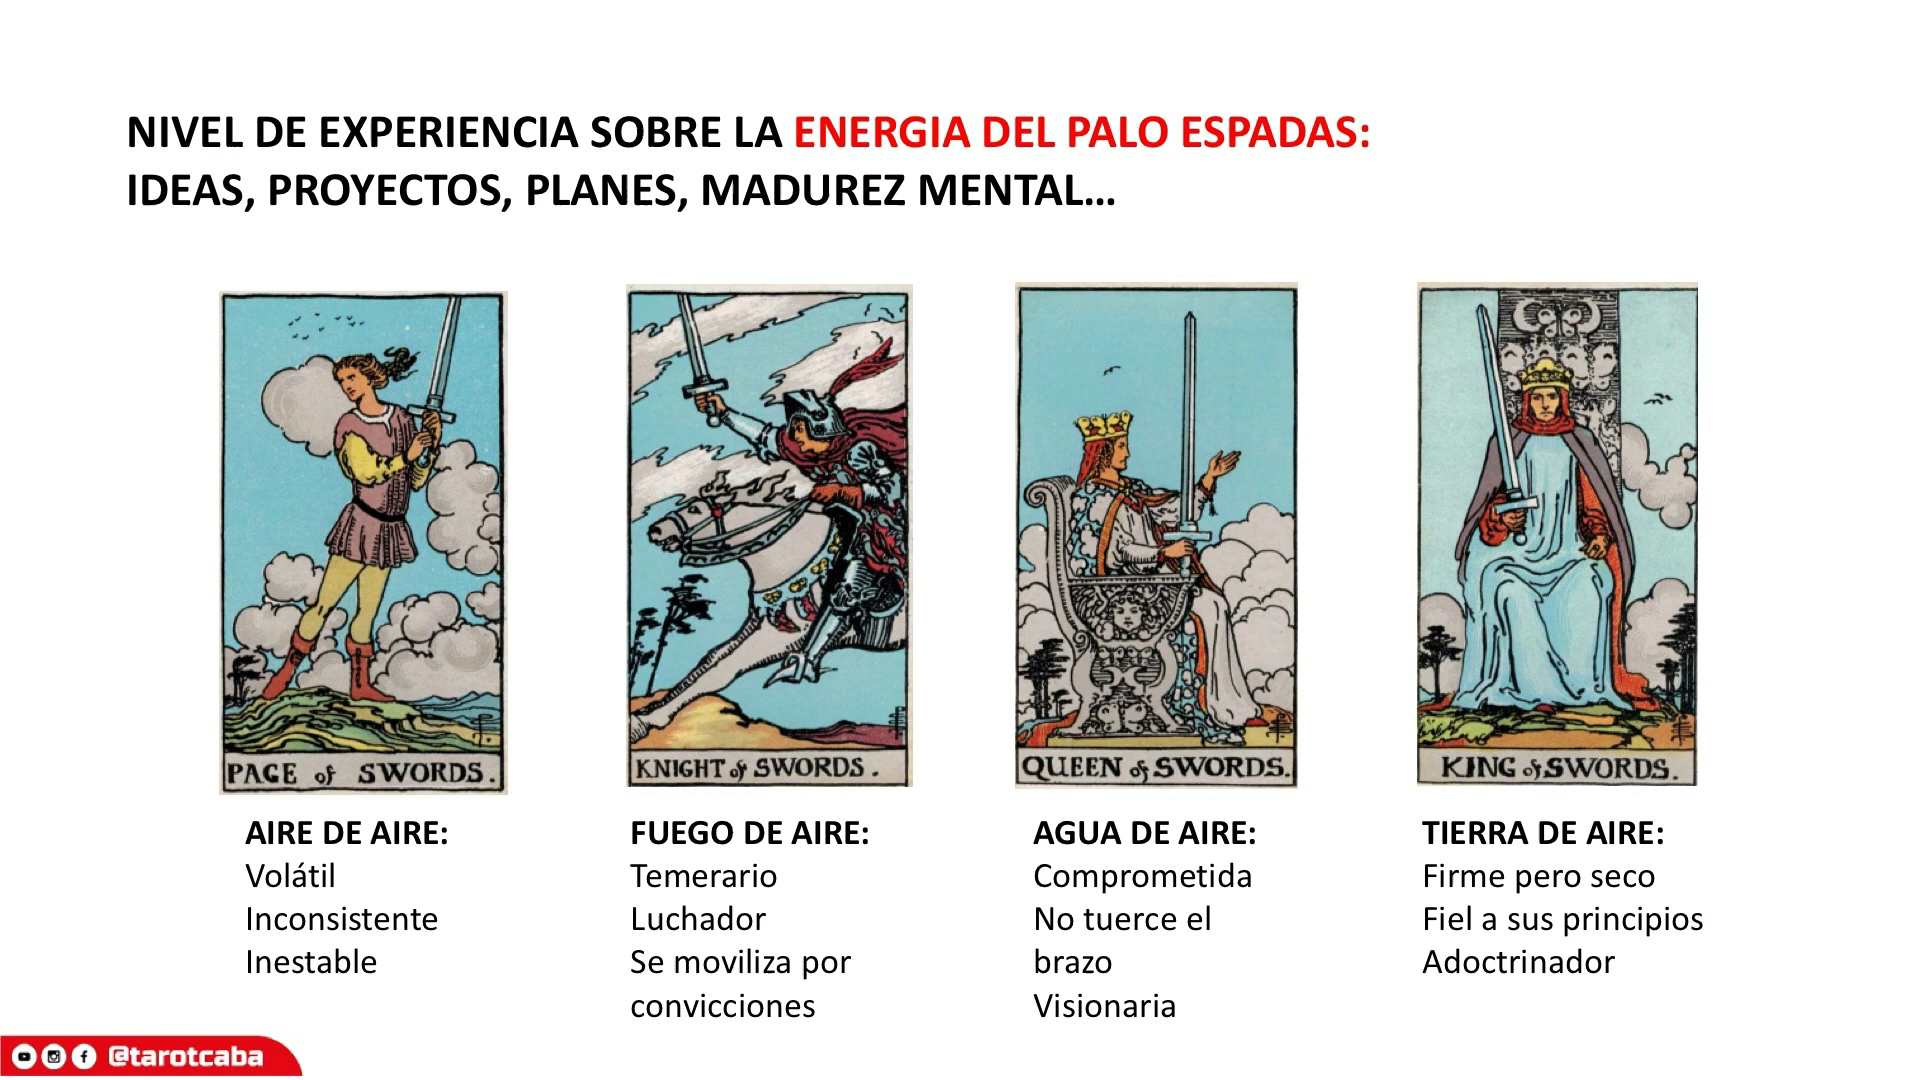 NIVEL DE EXPERIENCIA SOBRE LA ENERGIA DEL PALO ESPADAS:
IDEAS, PROYECTOS, PLANES, MADUREZ MENTAL...
PAGE of SWORDS.
KNIGHT of SWORDS.
QUEEN of SWORDS.
KING of SWORDS.
AIRE DE AIRE:
Volátil
Inconsistente
Inestable
FUEGO DE AIRE:
Temerario
Luchador
Se moviliza por
convicciones
AGUA DE AIRE:
Comprometida
No tuerce el
brazo
Visionaria
TIERRA DE AIRE:
Firme pero seco
Fiel a sus principios
Adoctrinador
@tarotcaba